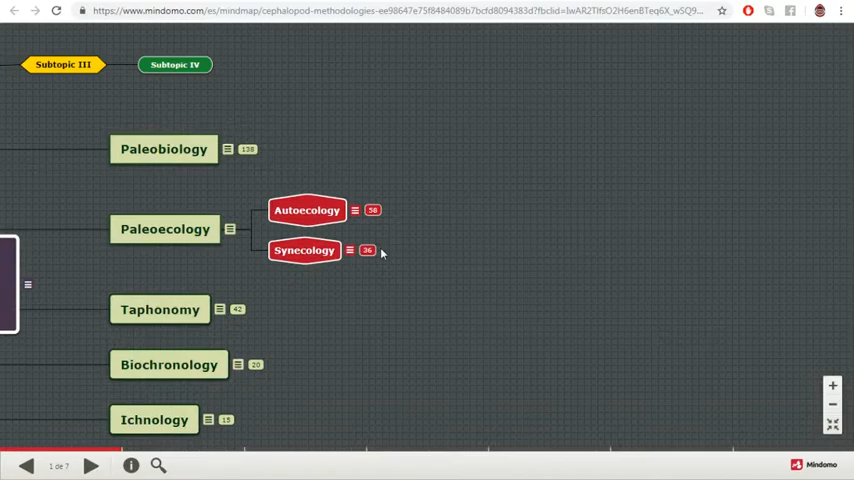 https://www.mindomo.com/es/mindmap/cephalopod-methodologies-ee98647e75f8484089b7bcfd8094383d?fbclid=IwAR2TlfsO2H6enBTeq6X_wSQ9...
Subtopic III
Subtopic IV
Paleobiology 138
Autoecology 58
Paleoecology
Synecology 36
Taphonomy 42
Biochronology 20
Ichnology 15
1 de 7
Mindomo